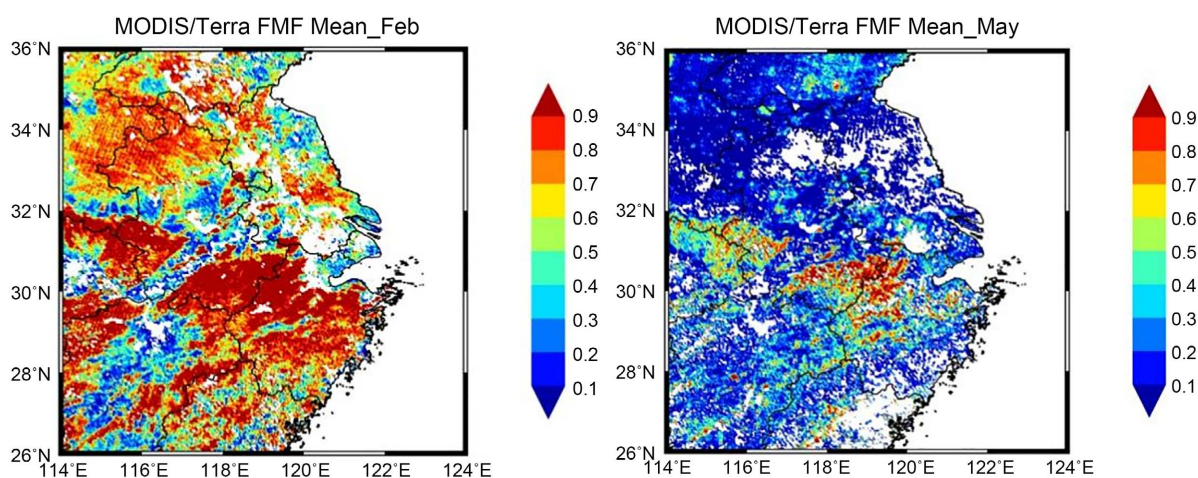 MODIS/Terra FMF Mean_Feb
36°N
34°N
32°N
30°N
28°N
26°N
114°E 116°E 118°E 120°E 122°E 124°E
0.9
0.8
0.7
0.6
0.5
0.4
0.3
0.2
0.1
MODIS/Terra FMF Mean_May
36°N
34°N
32°N
30°N
28°N
26°N
114°E 116°E 118°E 120°E 122°E 124°E
0.9
0.8
0.7
0.6
0.5
0.4
0.3
0.2
0.1